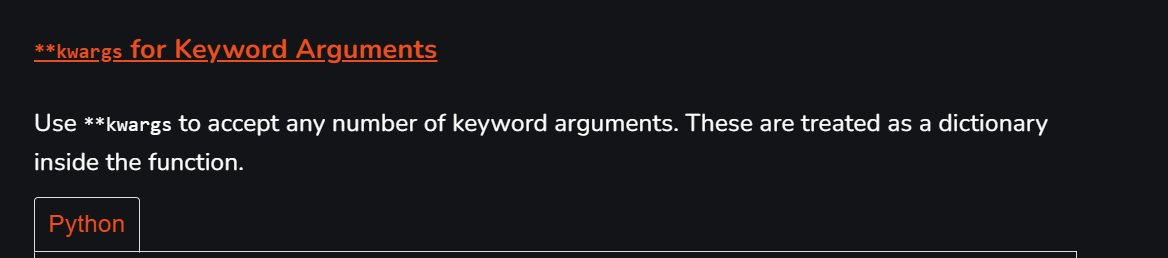 **kwargs for Keyword Arguments
Use **kwargs to accept any number of keyword arguments. These are treated as a dictionary
inside the function.
Python